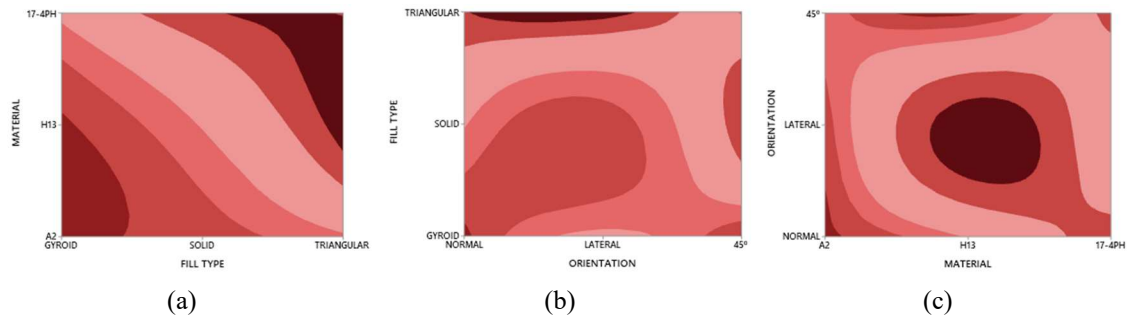 17-4PH
MATERIAL
H13
A2
GYROID
SOLID
TRIANGULAR
FILL TYPE
(a)
TRIANGULAR
FILL TYPE
SOLID
GYROID
NORMAL
LATERAL
45º
ORIENTATION
(b)
45º
ORIENTATION
LATERAL
NORMAL
A2
H13
17-4PH
MATERIAL
(c)